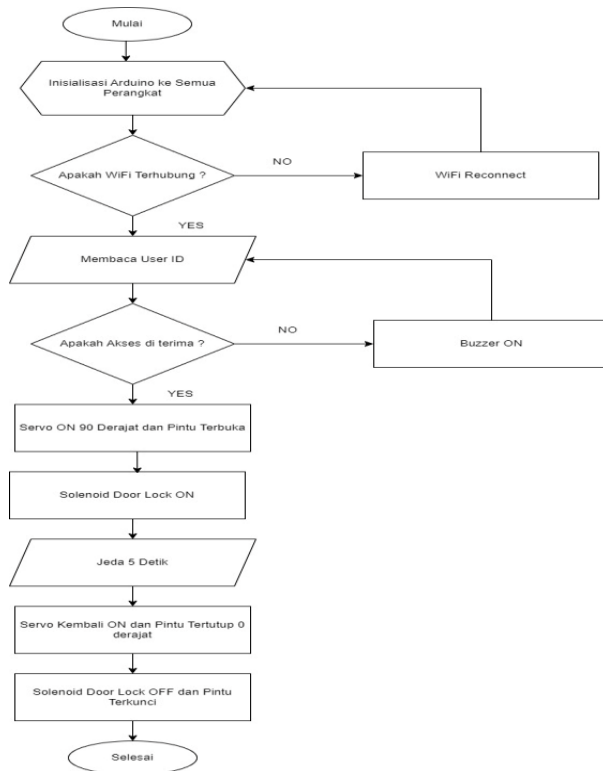 Mulai
Inisialisasi Arduino ke Semua
Perangkat
Apakah WiFi Terhubung ?
NO
WiFi Reconnect
YES
Membaca User ID
Apakah Akses di terima ?
NO
Buzzer ON
YES
Servo ON 90 Derajat dan Pintu Terbuka
Solenoid Door Lock ON
Jeda 5 Detik
Servo Kembali ON dan Pintu Tertutup 0
derajat
Solenoid Door Lock OFF dan Pintu
Terkunci
Selesai